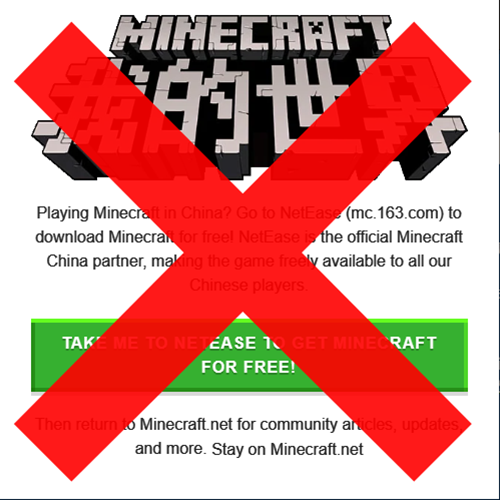 MINECRAFT
我的世界
Playing Minecraft in China? Go to NetEase (mc.163.com) to
download Minecraft for free! NetEase is the official Minecraft
China partner, making the game freely available to all our
Chinese players.
TAKE ME TO NETEASE TO GET MINECRAFT
FOR FREE!
Then return to Minecraft.net for community articles, updates,
and more. Stay on Minecraft.net